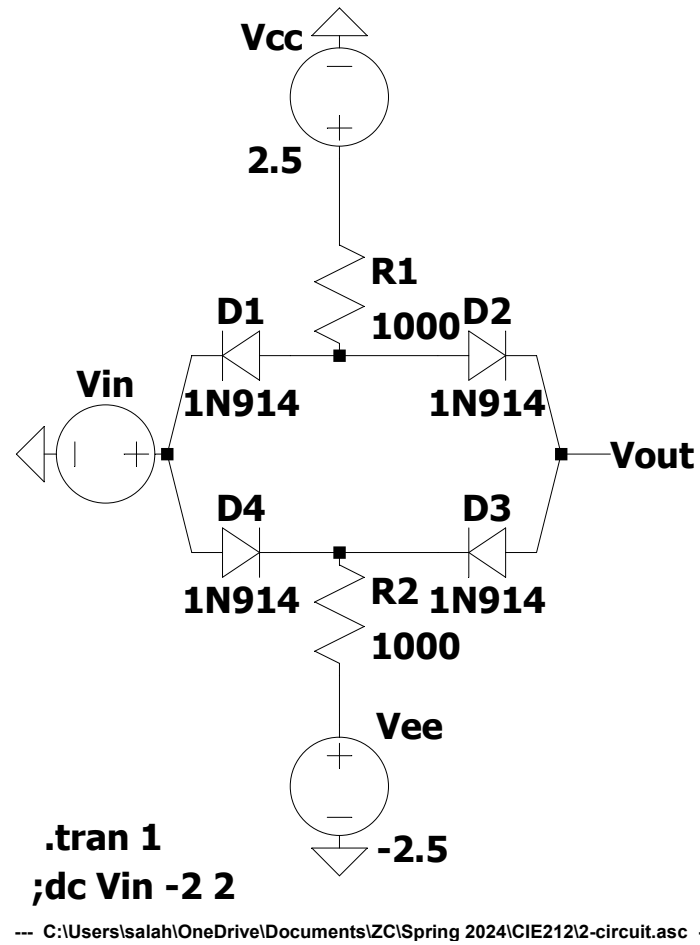 Vcc
2.5
R1
1000
D1
1N914
D2
1N914
Vin
Vout
D4
1N914
D3
1N914
R2
1000
Vee
-2.5
.tran 1
;dc Vin -2 2
--- C:\Users\salah\OneDrive\Documents\ZC\Spring 2024\CIE212\2-circuit.asc